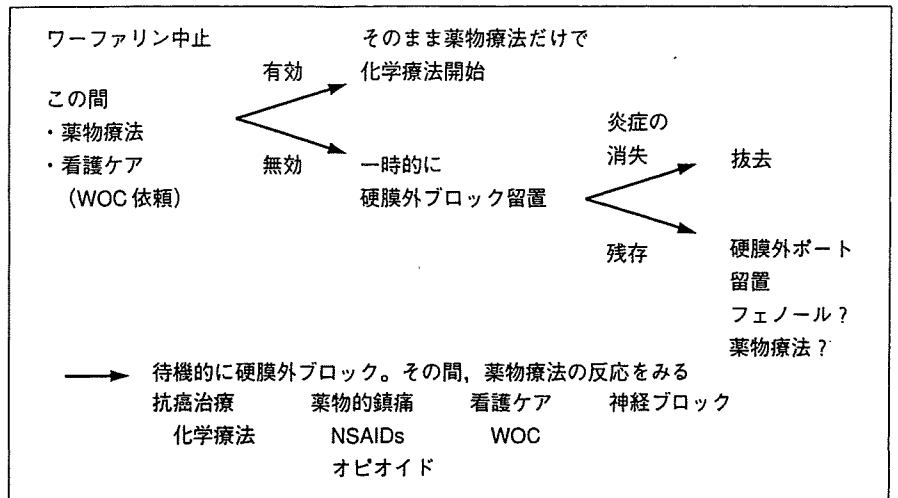 ワーファリン中止
そのまま薬物療法だけで
有効
化学療法開始
この間
・薬物療法
・看護ケア
（WOC 依頼）
無効
一時的に
硬膜外ブロック留置
炎症の
消失
抜去
残存
硬膜外ポート
留置
フェノール？
薬物療法？
待機的に硬膜外ブロック。その間，薬物療法の反応をみる
抗癌治療 薬物的鎮痛 看護ケア 神経ブロック
化学療法 NSAIDs WOC
オピオイド